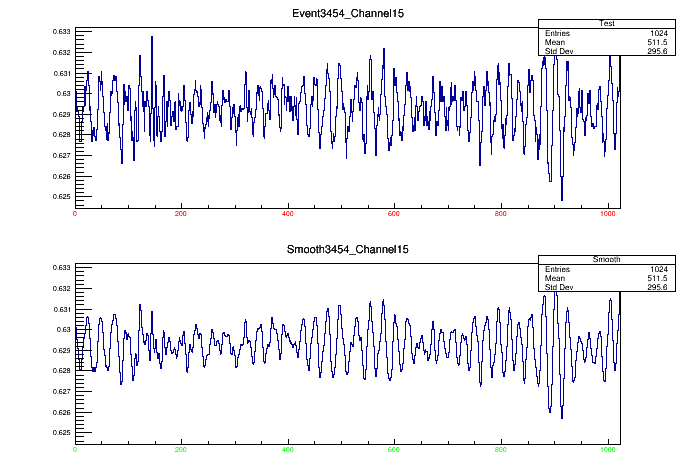 Event3454_Channel15
Test
Entries 1024
Mean 511.5
Std Dev 295.6
0.633
0.632
0.631
0.63
0.629
0.628
0.627
0.626
0.625
0 200 400 600 800 1000
Smooth3454_Channel15
Smooth
Entries 1024
Mean 511.5
Std Dev 295.6
0.633
0.632
0.631
0.63
0.629
0.628
0.627
0.626
0.625
0 200 400 600 800 1000